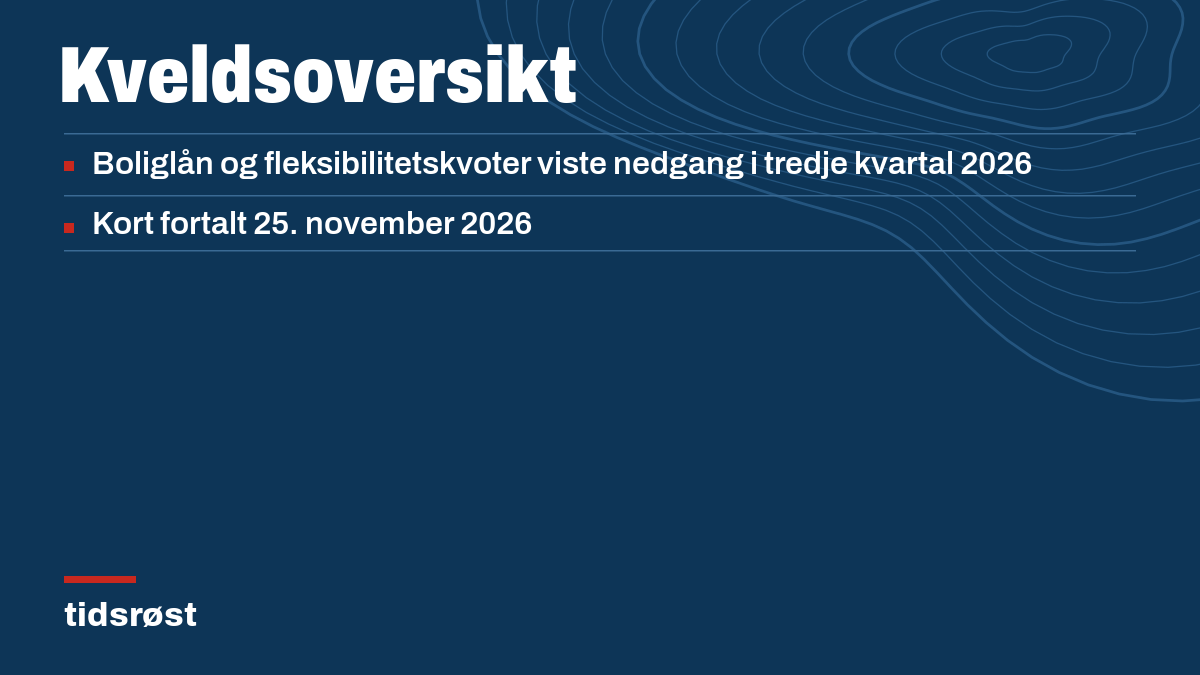 Kveldsoversikt
Boliglån og fleksibilitetskvoter viste nedgang i tredje kvartal 2026
Kort fortalt 25. november 2026
tidsrøst